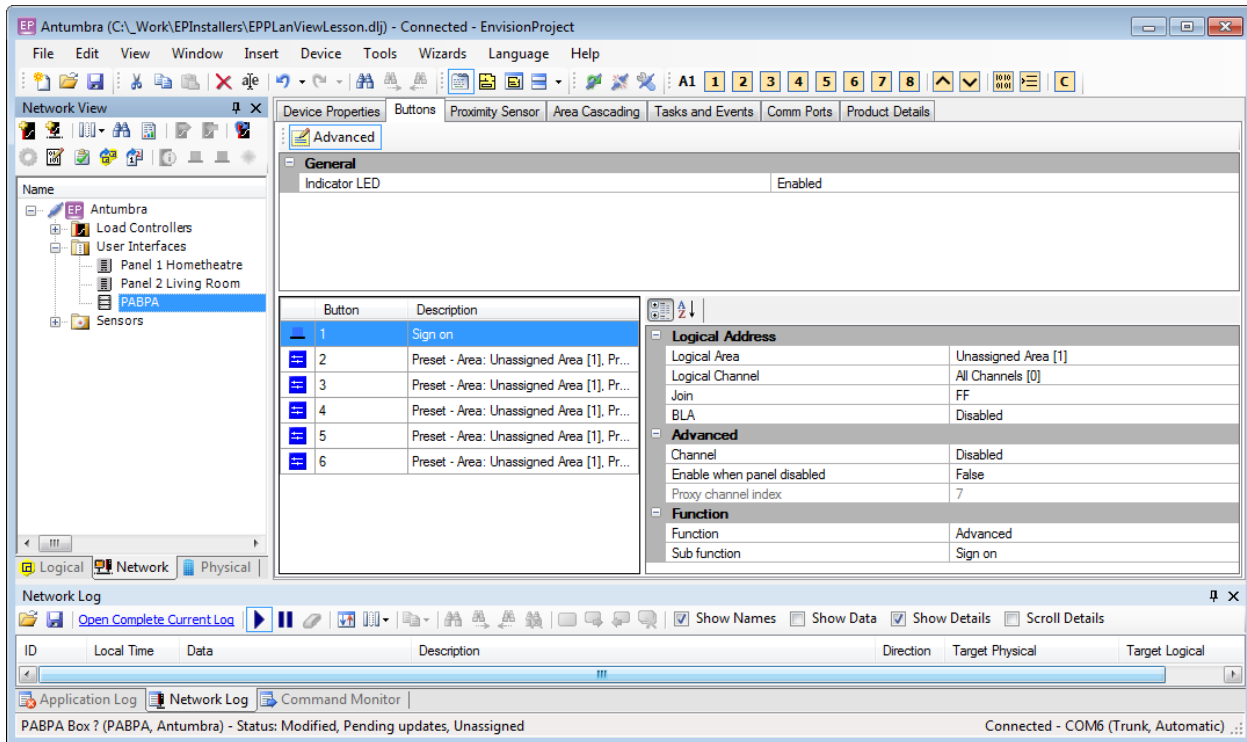 EP Antumbra (C:\_Work\EPInstallers\EPPLanViewLesson.dlj) - Connected - EnvisionProject
File Edit View Window Insert Device Tools Wizards Language Help
A1 1 2 3 4 5 6 7 8 C
Network View
Device Properties Buttons Proximity Sensor Area Cascading Tasks and Events Comm Ports Product Details
Advanced
General
Indicator LED Enabled
Name
EP Antumbra
Load Controllers
User Interfaces
Panel 1 Hometheatre
Panel 2 Living Room
PABPA
Sensors
Button Description
1 Sign on
2 Preset - Area: Unassigned Area [1], Pr...
3 Preset - Area: Unassigned Area [1], Pr...
4 Preset - Area: Unassigned Area [1], Pr...
5 Preset - Area: Unassigned Area [1], Pr...
6 Preset - Area: Unassigned Area [1], Pr...
Logical Address
Logical Area Unassigned Area [1]
Logical Channel All Channels [0]
Join FF
BLA Disabled
Advanced
Channel Disabled
Enable when panel disabled False
Proxy channel index 7
Function
Function Advanced
Sub function Sign on
Logical Network Physical
Network Log
Open Complete Current Log Show Names Show Data Show Details Scroll Details
ID Local Time Data Description Direction Target Physical Target Logical
Application Log Network Log Command Monitor
PABPA Box ? (PABPA, Antumbra) - Status: Modified, Pending updates, Unassigned Connected - COM6 (Trunk, Automatic)